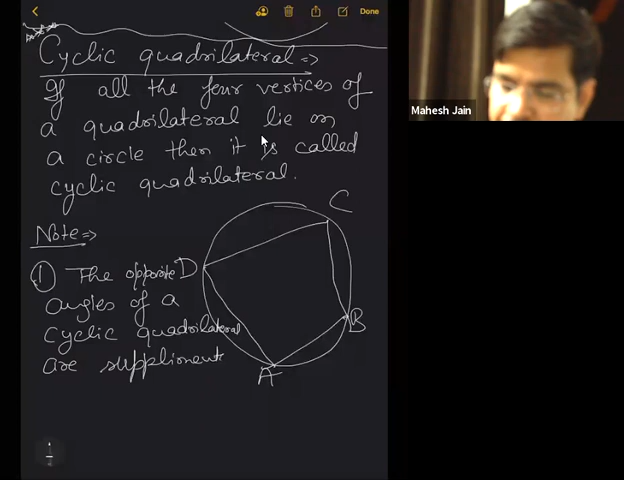 Done
Cyclic quadrilateral ⇒
If all the four vertices of
a quadrilateral lie on
a circle then it is called
cyclic quadrilateral.
Note ⇒
① The opposite
angles of a
cyclic quadrilateral
are suppliment
C
D
B
A
Mahesh Jain